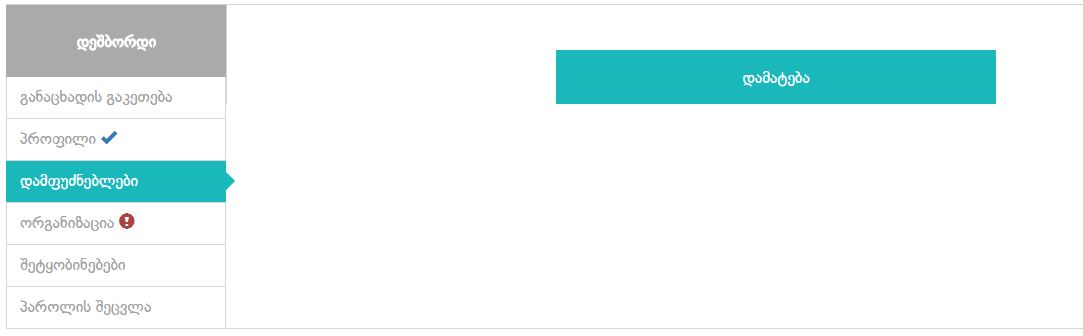 დეშბორდი
განაცხადის გაკეთება
პროფილი
დამფუძნებლები
ორგანიზაცია
შეტყობინებები
პაროლის შეცვლა
დამატება